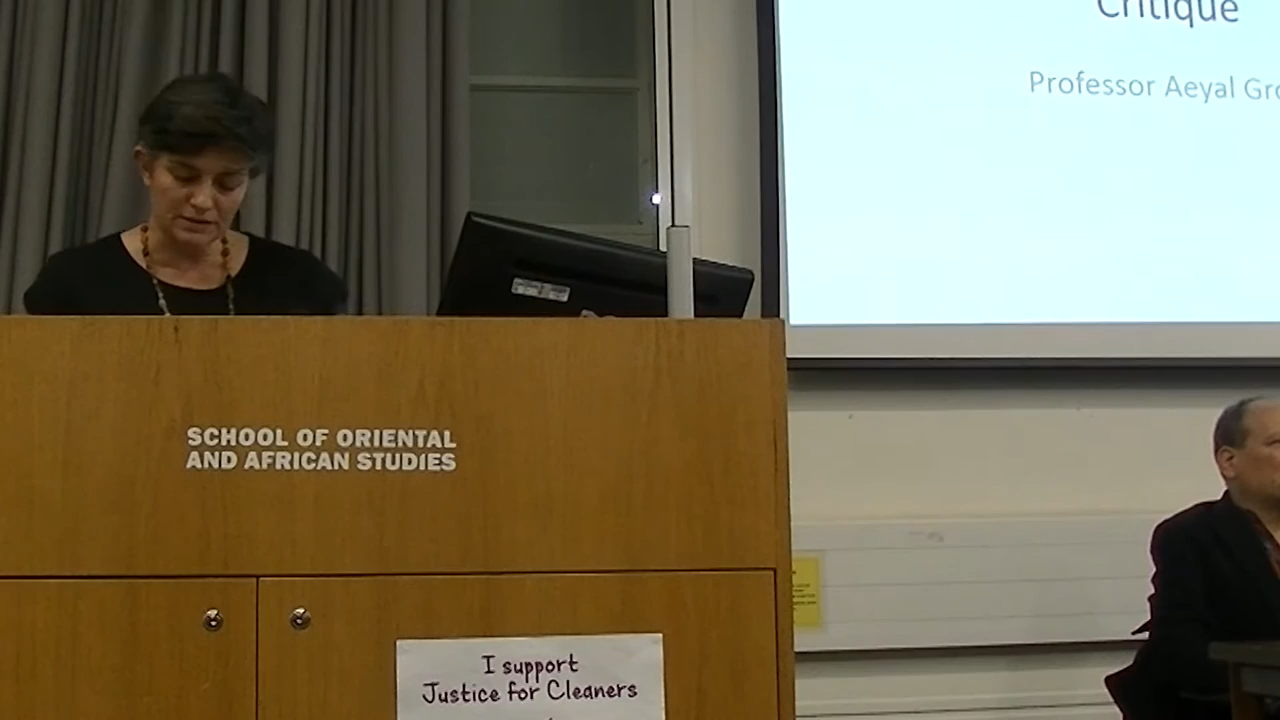 Critique
Professor Aeyal Gro
SCHOOL OF ORIENTAL
AND AFRICAN STUDIES
I support
Justice for Cleaners